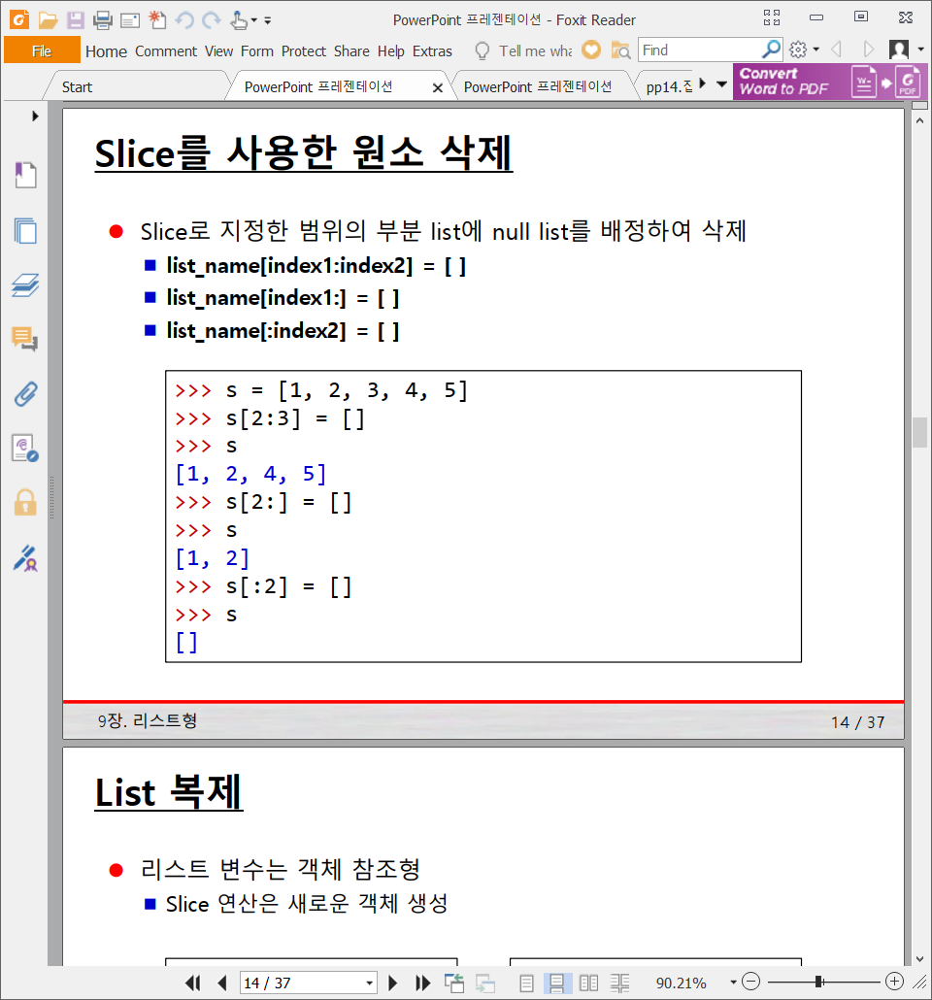 PowerPoint 프레젠테이션 - Foxit Reader
File Home Comment View Form Protect Share Help Extras Tell me wha Find
Start PowerPoint 프레젠테이션 PowerPoint 프레젠테이션 pp14.집
Convert
Word to PDF
PDF
Slice를 사용한 원소 삭제
Slice로 지정한 범위의 부분 list에 null list를 배정하여 삭제
list_name[index1:index2] = [ ]
list_name[index1:] = [ ]
list_name[:index2] = [ ]
>>> s = [1, 2, 3, 4, 5]
>>> s[2:3] = []
>>> s
[1, 2, 4, 5]
>>> s[2:] = []
>>> s
[1, 2]
>>> s[:2] = []
>>> s
[]
9장. 리스트형 14 / 37
List 복제
리스트 변수는 객체 참조형
Slice 연산은 새로운 객체 생성
14 / 37 90.21%